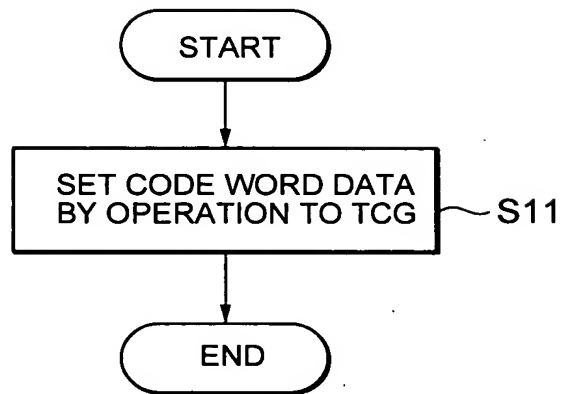 START
SET CODE WORD DATA
BY OPERATION TO TCG
S11
END